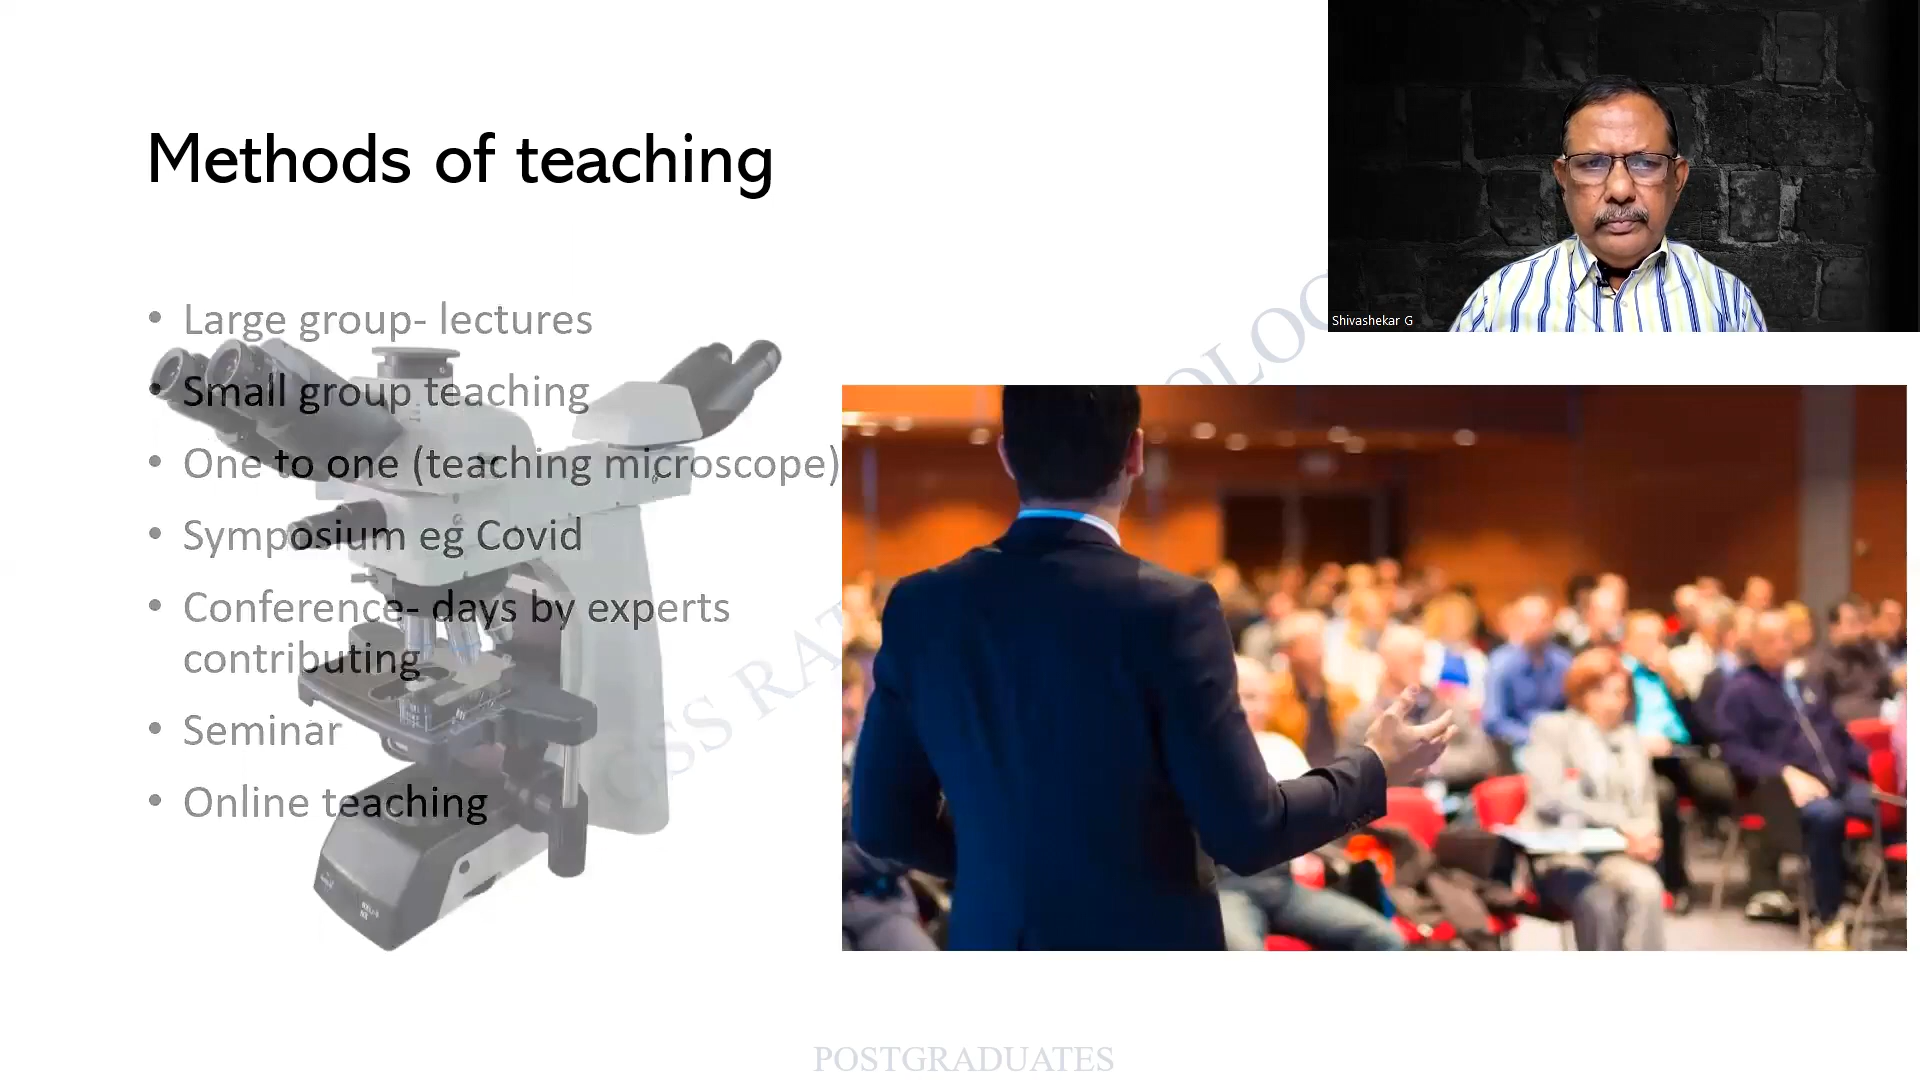 Methods of teaching
Shivashekar G
• Large group- lectures
• Small group teaching
• One to one (teaching microscope)
• Symposium eg Covid
• Conference- days by experts
contributing
• Seminar
• Online teaching
POSTGRADUATES